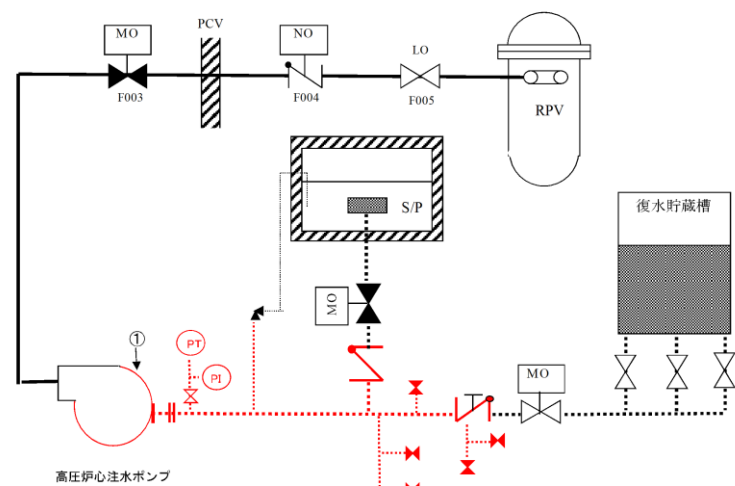 PCV
MO
NO
LO
F003
F004
F005
RPV
S/P
復水貯蔵槽
MO
①
PT
PI
MO
高圧炉心注水ポンプ